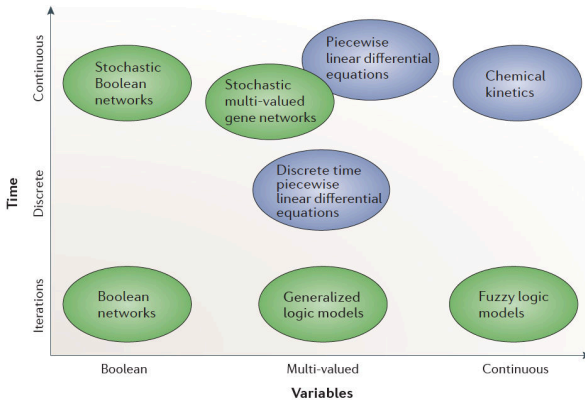 Continuous
Stochastic
Boolean
networks
Stochastic
multi-valued
gene networks
Piecewise
linear differential
equations
Chemical
kinetics
Time
Discrete
Discrete time
piecewise
linear differential
equations
Iterations
Boolean
networks
Generalized
logic models
Fuzzy logic
models
Boolean
Multi-valued
Continuous
Variables